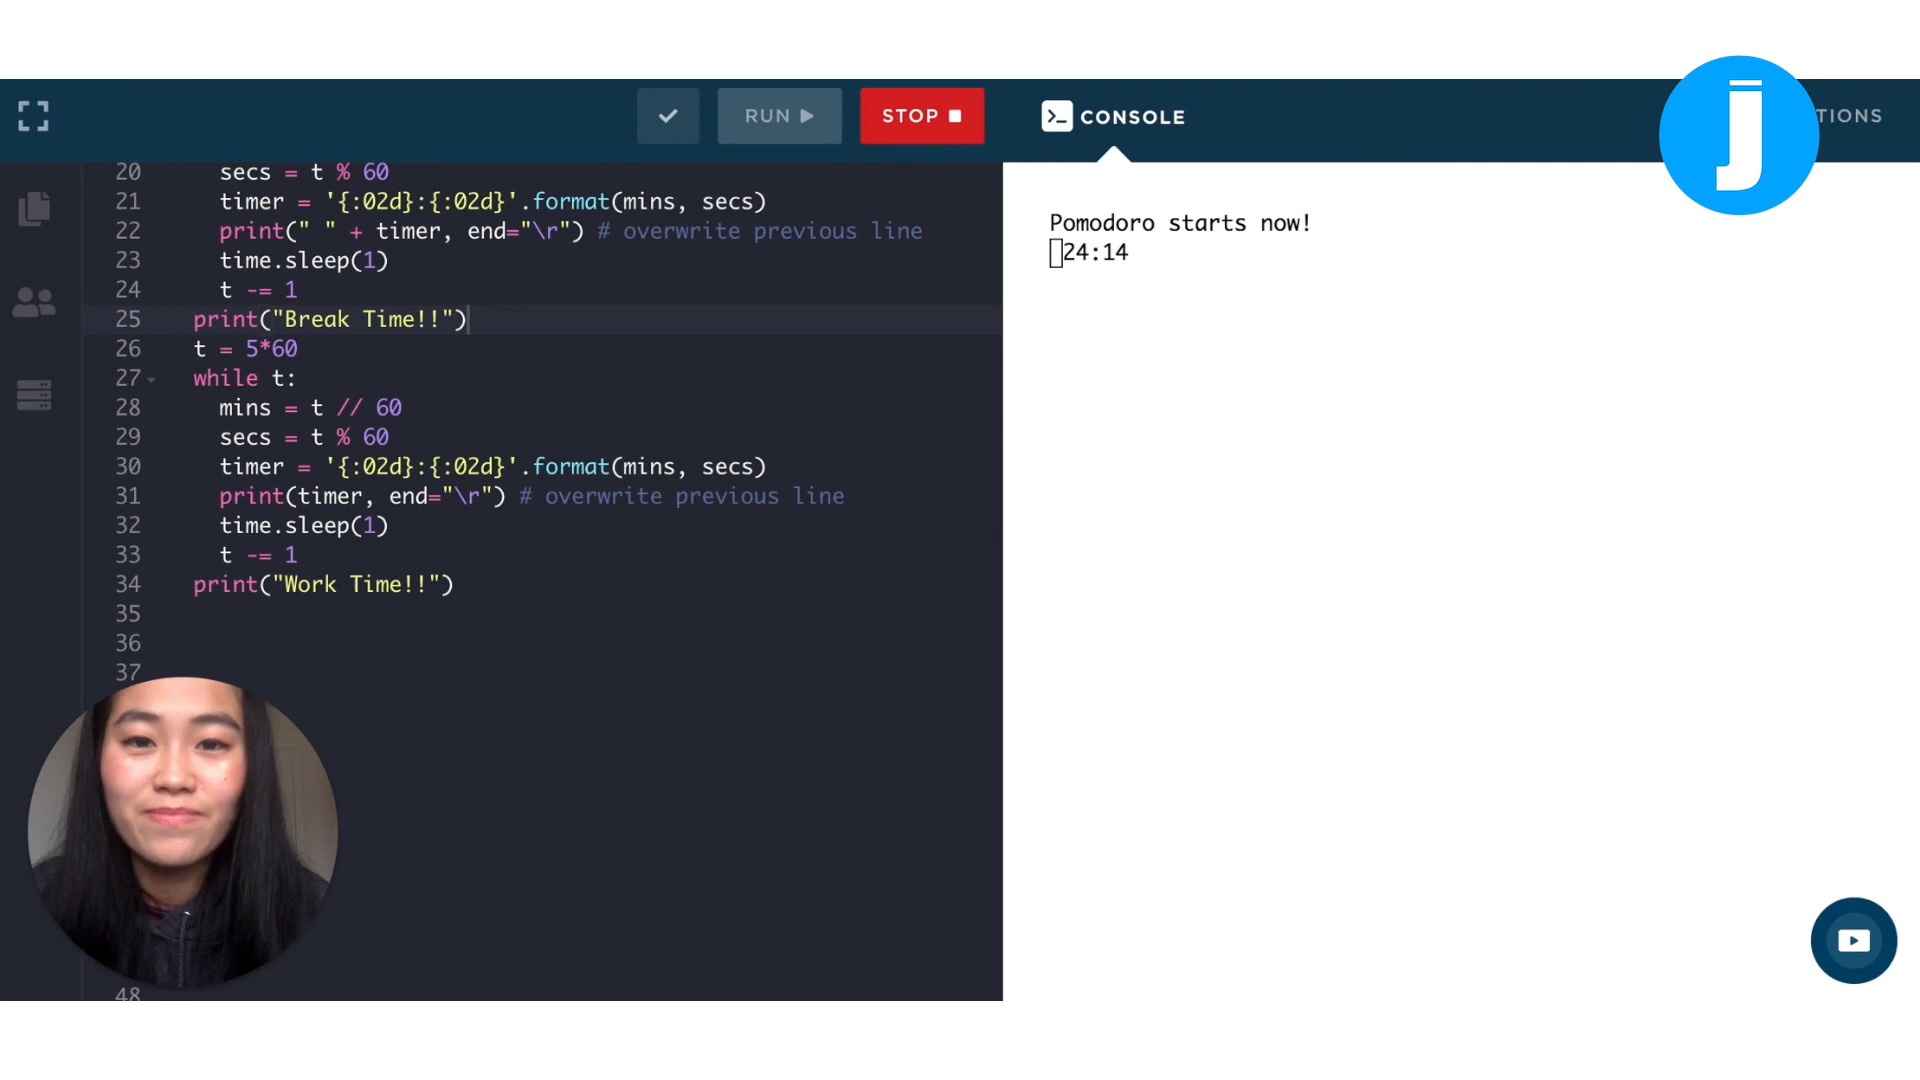 RUN
STOP
CONSOLE
TIONS
20 secs = t % 60
21 timer = '{:02d}:{:02d}'.format(mins, secs)
22 print(" " + timer, end="\r") # overwrite previous line
23 time.sleep(1)
24 t -= 1
25 print("Break Time!!")
26 t = 5*60
27 while t:
28 mins = t // 60
29 secs = t % 60
30 timer = '{:02d}:{:02d}'.format(mins, secs)
31 print(timer, end="\r") # overwrite previous line
32 time.sleep(1)
33 t -= 1
34 print("Work Time!!")
35
36
37
48
Pomodoro starts now!
24:14